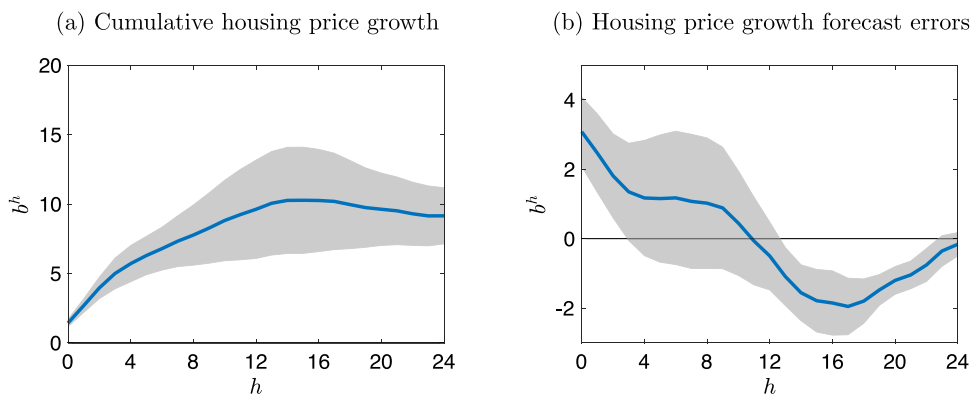 (a) Cumulative housing price growth
20
15
10
5
0
b^h
0 4 8 12 16 20 24
h
(b) Housing price growth forecast errors
4
2
0
-2
b^h
0 4 8 12 16 20 24
h